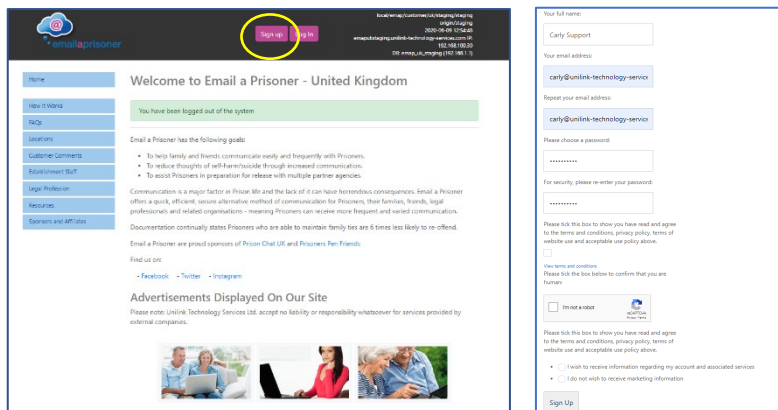 emailaprisoner
Sign up
Log In
local/emap/customer/uk/staging/staging
origin/staging
2020-06-09 12:54:48
emapukstaging.unilink-technology-services.com IP:
192.168.100.30
DB: emap_uk_staging (192.168.1.1)
Home
How It Works
FAQs
Locations
Customer Comments
Establishment Staff
Legal Profession
Resources
Sponsors and Affiliates
Welcome to Email a Prisoner - United Kingdom
You have been logged out of the system
Email a Prisoner has the following goals:
• To help family and friends communicate easily and frequently with Prisoners.
• To reduce thoughts of self-harm/suicide through increased communication.
• To assist Prisoners in preparation for release with multiple partner agencies.
Communication is a major factor in Prison life and the lack of it can have horrendous consequences. Email a Prisoner
offers a quick, efficient, secure alternative method of communication for Prisoners, their families, friends, legal
professionals and related organisations - meaning Prisoners can receive more frequent and varied communication.
Documentation continually states Prisoners who are able to maintain family ties are 6 times less likely to re-offend.
Email a Prisoner are proud sponsors of Prison Chat UK and Prisoners Pen Friends
Find us on:
- Facebook - Twitter - Instagram
Advertisements Displayed On Our Site
Please note: Unilink Technology Services Ltd. accept no liability or responsibility whatsoever for services provided by
external companies.
Your full name:
Carly Support
Your email address:
carly@unilink-technology-service
Repeat your email address:
carly@unilink-technology-service
Please choose a password:
••••••••••
For security, please re-enter your password:
••••••••••
Please tick this box to show you have read and agree
to the terms and conditions, privacy policy, terms of
website use and acceptable use policy above.
View terms and conditions
Please tick the box below to confirm that you are
human:
I'm not a robot
reCAPTCHA
Privacy - Terms
Please tick this box to show you have read and agree
to the terms and conditions, privacy policy, terms of
website use and acceptable use policy above.
• I wish to receive information regarding my account and associated services
• I do not wish to receive marketing information
Sign Up